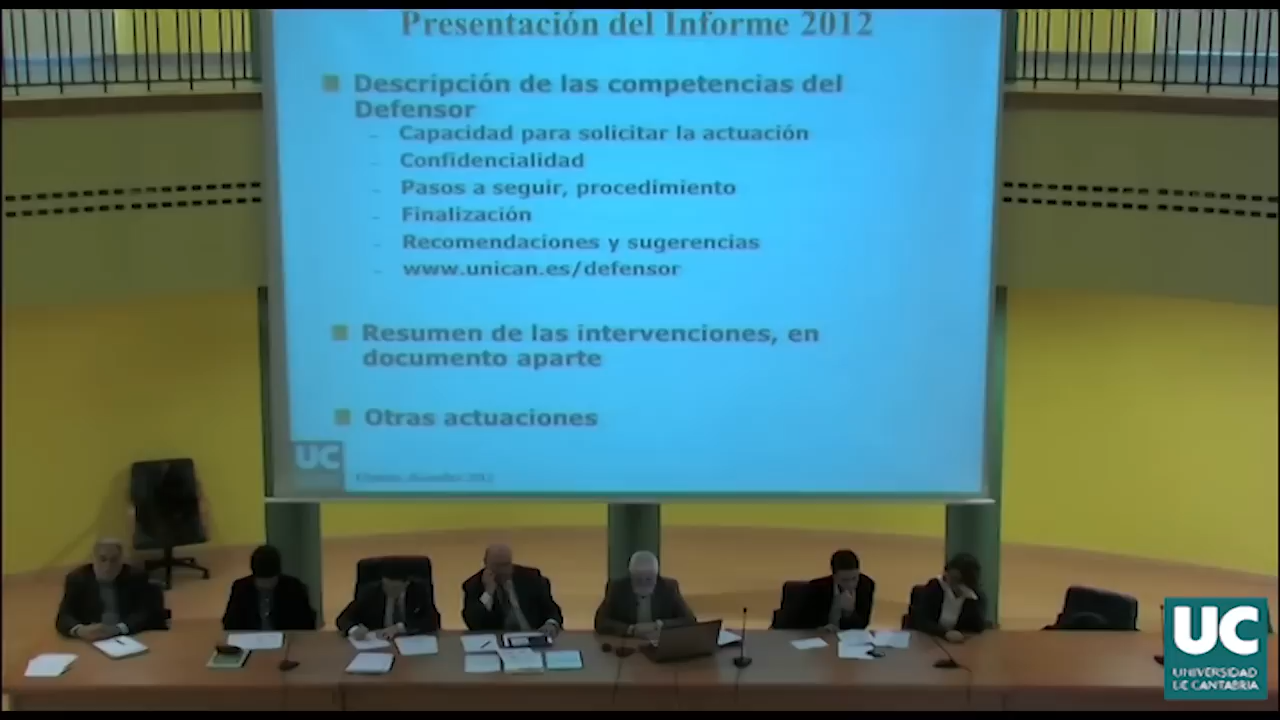 Presentación del Informe 2012
Descripción de las competencias del
Defensor
- Capacidad para solicitar la actuación
- Confidencialidad
- Pasos a seguir, procedimiento
- Finalización
- Recomendaciones y sugerencias
- www.unican.es/defensor
Resumen de las intervenciones, en
documento aparte
Otras actuaciones
UC
2012
UC
UNIVERSIDAD
DE CANTABRIA